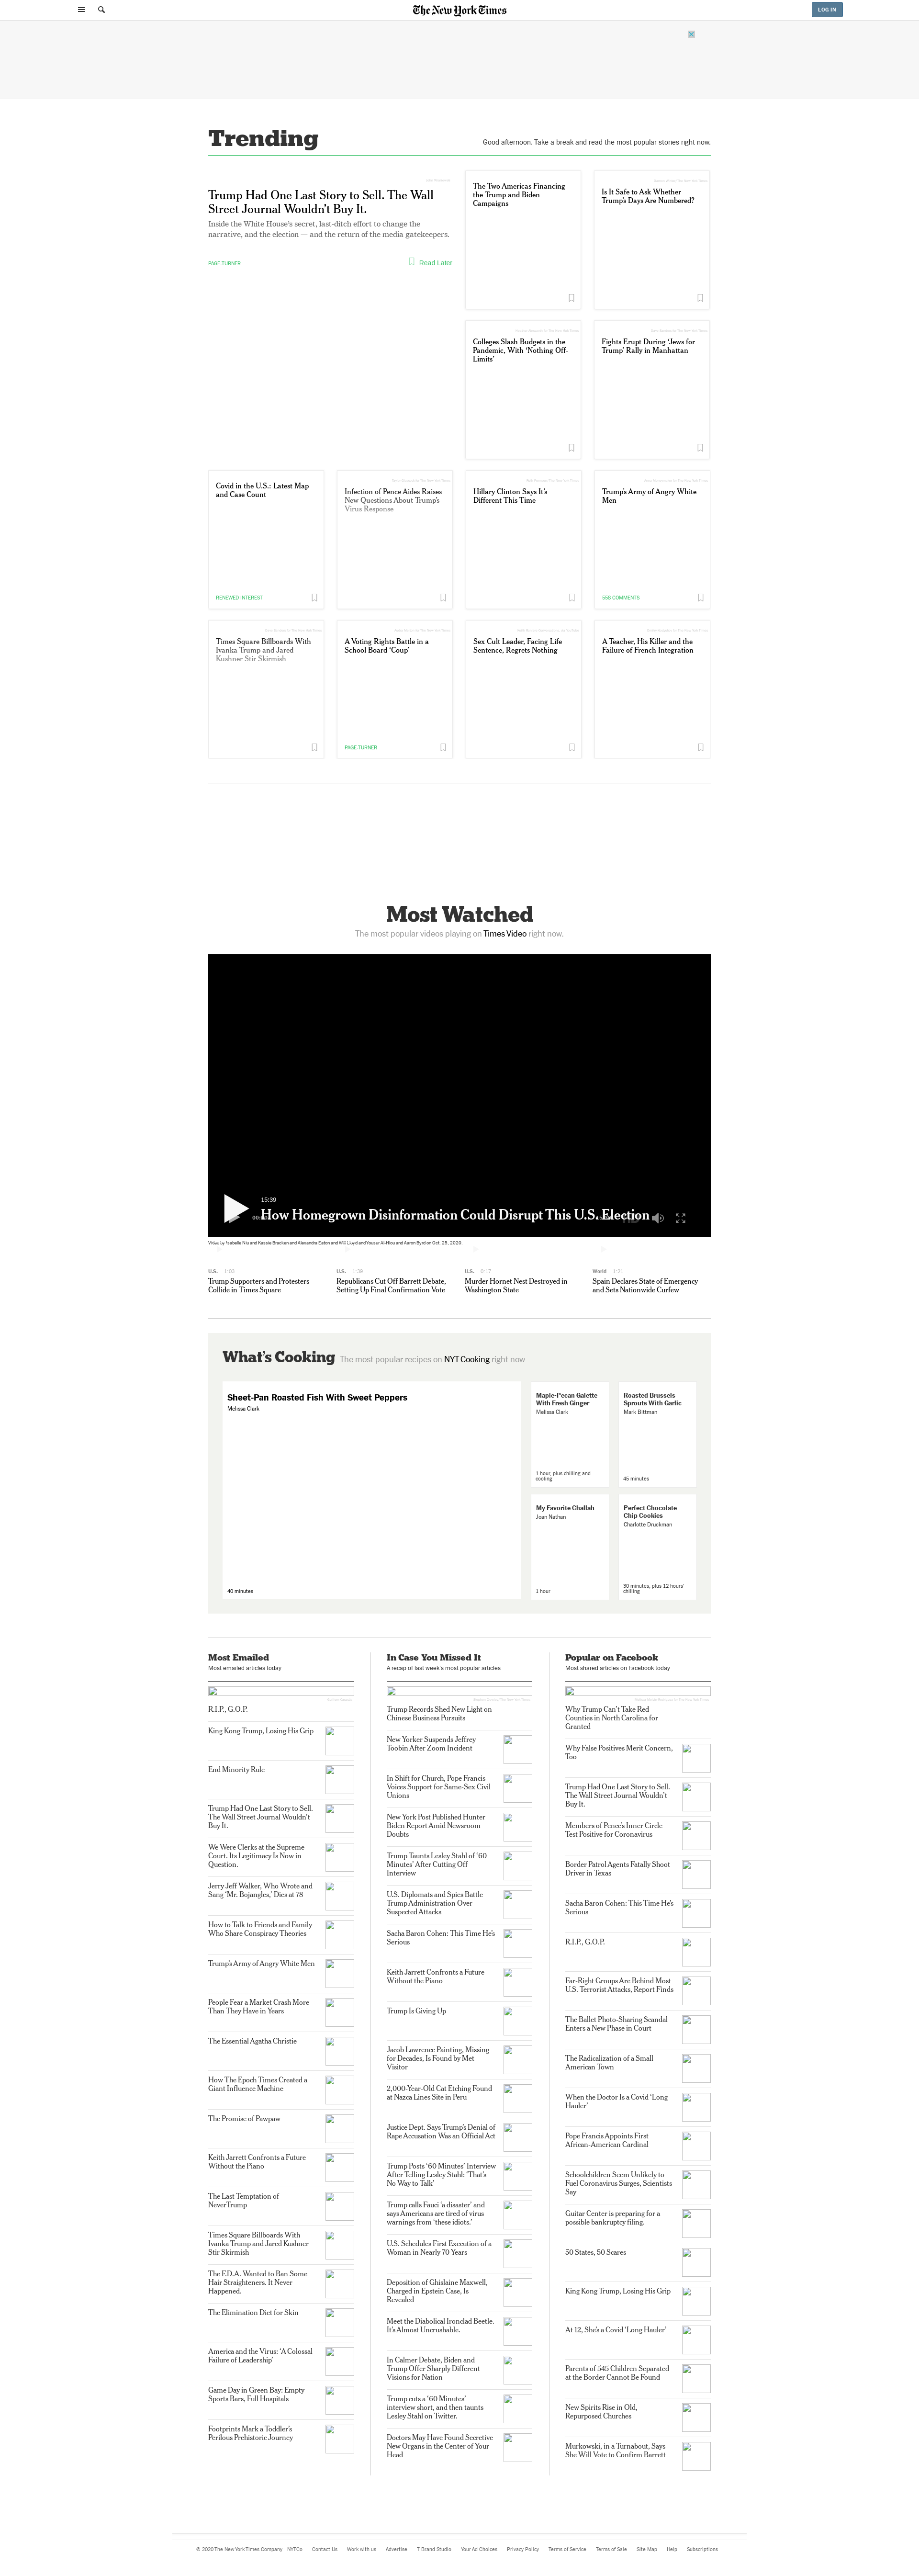 The New York Times
LOG IN
Trending
Good afternoon. Take a break and read the most popular stories right now.
Trump Had One Last Story to Sell. The Wall
Street Journal Wouldn't Buy It.
Inside the White House's secret, last-ditch effort to change the
narrative, and the election — and the return of the media gatekeepers.
PAGE-TURNER
Read Later
The Two Americas Financing
the Trump and Biden
Campaigns
Is It Safe to Ask Whether
Trump's Days Are Numbered?
Colleges Slash Budgets in the
Pandemic, With 'Nothing Off-
Limits'
Fights Erupt During 'Jews for
Trump' Rally in Manhattan
Covid in the U.S.: Latest Map
and Case Count
RENEWED INTEREST
Infection of Pence Aides Raises
New Questions About Trump's
Virus Response
Hillary Clinton Says It's
Different This Time
Trump's Army of Angry White
Men
558 COMMENTS
Times Square Billboards With
Ivanka Trump and Jared
Kushner Stir Skirmish
A Voting Rights Battle in a
School Board 'Coup'
PAGE-TURNER
Sex Cult Leader, Facing Life
Sentence, Regrets Nothing
A Teacher, His Killer and the
Failure of French Integration
Most Watched
The most popular videos playing on Times Video right now.
15:39
How Homegrown Disinformation Could Disrupt This U.S. Election
Video by Isabelle Niu and Kassie Bracken and Alexandra Eaton and Will Lloyd and Yousur Al-Hlou and Aaron Byrd on Oct. 25, 2020.
U.S. 1:03
Trump Supporters and Protesters
Collide in Times Square
U.S. 1:39
Republicans Cut Off Barrett Debate,
Setting Up Final Confirmation Vote
U.S. 0:17
Murder Hornet Nest Destroyed in
Washington State
World 1:21
Spain Declares State of Emergency
and Sets Nationwide Curfew
What's Cooking The most popular recipes on NYT Cooking right now
Sheet-Pan Roasted Fish With Sweet Peppers
Melissa Clark
40 minutes
Maple-Pecan Galette
With Fresh Ginger
Melissa Clark
1 hour, plus chilling and
cooling
Roasted Brussels
Sprouts With Garlic
Mark Bittman
45 minutes
My Favorite Challah
Joan Nathan
1 hour
Perfect Chocolate
Chip Cookies
Charlotte Druckman
30 minutes, plus 12 hours'
chilling
Most Emailed
Most emailed articles today
R.I.P., G.O.P.
King Kong Trump, Losing His Grip
End Minority Rule
Trump Had One Last Story to Sell.
The Wall Street Journal Wouldn't
Buy It.
We Were Clerks at the Supreme
Court. Its Legitimacy Is Now in
Question.
Jerry Jeff Walker, Who Wrote and
Sang 'Mr. Bojangles,' Dies at 78
How to Talk to Friends and Family
Who Share Conspiracy Theories
Trump's Army of Angry White Men
People Fear a Market Crash More
Than They Have in Years
The Essential Agatha Christie
How The Epoch Times Created a
Giant Influence Machine
The Promise of Pawpaw
Keith Jarrett Confronts a Future
Without the Piano
The Last Temptation of
NeverTrump
Times Square Billboards With
Ivanka Trump and Jared Kushner
Stir Skirmish
The F.D.A. Wanted to Ban Some
Hair Straighteners. It Never
Happened.
The Elimination Diet for Skin
America and the Virus: 'A Colossal
Failure of Leadership'
Game Day in Green Bay: Empty
Sports Bars, Full Hospitals
Footprints Mark a Toddler's
Perilous Prehistoric Journey
In Case You Missed It
A recap of last week's most popular articles
Trump Records Shed New Light on
Chinese Business Pursuits
New Yorker Suspends Jeffrey
Toobin After Zoom Incident
In Shift for Church, Pope Francis
Voices Support for Same-Sex Civil
Unions
New York Post Published Hunter
Biden Report Amid Newsroom
Doubts
Trump Taunts Lesley Stahl of '60
Minutes' After Cutting Off
Interview
U.S. Diplomats and Spies Battle
Trump Administration Over
Suspected Attacks
Sacha Baron Cohen: This Time He's
Serious
Keith Jarrett Confronts a Future
Without the Piano
Trump Is Giving Up
Jacob Lawrence Painting, Missing
for Decades, Is Found by Met
Visitor
2,000-Year-Old Cat Etching Found
at Nazca Lines Site in Peru
Justice Dept. Says Trump's Denial of
Rape Accusation Was an Official Act
Trump Posts '60 Minutes' Interview
After Telling Lesley Stahl: 'That's
No Way to Talk'
Trump calls Fauci 'a disaster' and
says Americans are tired of virus
warnings from 'these idiots.'
U.S. Schedules First Execution of a
Woman in Nearly 70 Years
Deposition of Ghislaine Maxwell,
Charged in Epstein Case, Is
Revealed
Meet the Diabolical Ironclad Beetle.
It's Almost Uncrushable.
In Calmer Debate, Biden and
Trump Offer Sharply Different
Visions for Nation
Trump cuts a '60 Minutes'
interview short, and then taunts
Lesley Stahl on Twitter.
Doctors May Have Found Secretive
New Organs in the Center of Your
Head
Popular on Facebook
Most shared articles on Facebook today
Why Trump Can't Take Red
Counties in North Carolina for
Granted
Why False Positives Merit Concern,
Too
Trump Had One Last Story to Sell.
The Wall Street Journal Wouldn't
Buy It.
Members of Pence's Inner Circle
Test Positive for Coronavirus
Border Patrol Agents Fatally Shoot
Driver in Texas
Sacha Baron Cohen: This Time He's
Serious
R.I.P., G.O.P.
Far-Right Groups Are Behind Most
U.S. Terrorist Attacks, Report Finds
The Ballet Photo-Sharing Scandal
Enters a New Phase in Court
The Radicalization of a Small
American Town
When the Doctor Is a Covid 'Long
Hauler'
Pope Francis Appoints First
African-American Cardinal
Schoolchildren Seem Unlikely to
Fuel Coronavirus Surges, Scientists
Say
Guitar Center is preparing for a
possible bankruptcy filing.
50 States, 50 Scares
King Kong Trump, Losing His Grip
At 12, She's a Covid 'Long Hauler'
Parents of 545 Children Separated
at the Border Cannot Be Found
New Spirits Rise in Old,
Repurposed Churches
Murkowski, in a Turnabout, Says
She Will Vote to Confirm Barrett
© 2020 The New York Times Company NYTCo Contact Us Work with us Advertise T Brand Studio Your Ad Choices Privacy Policy Terms of Service Terms of Sale Site Map Help Subscriptions